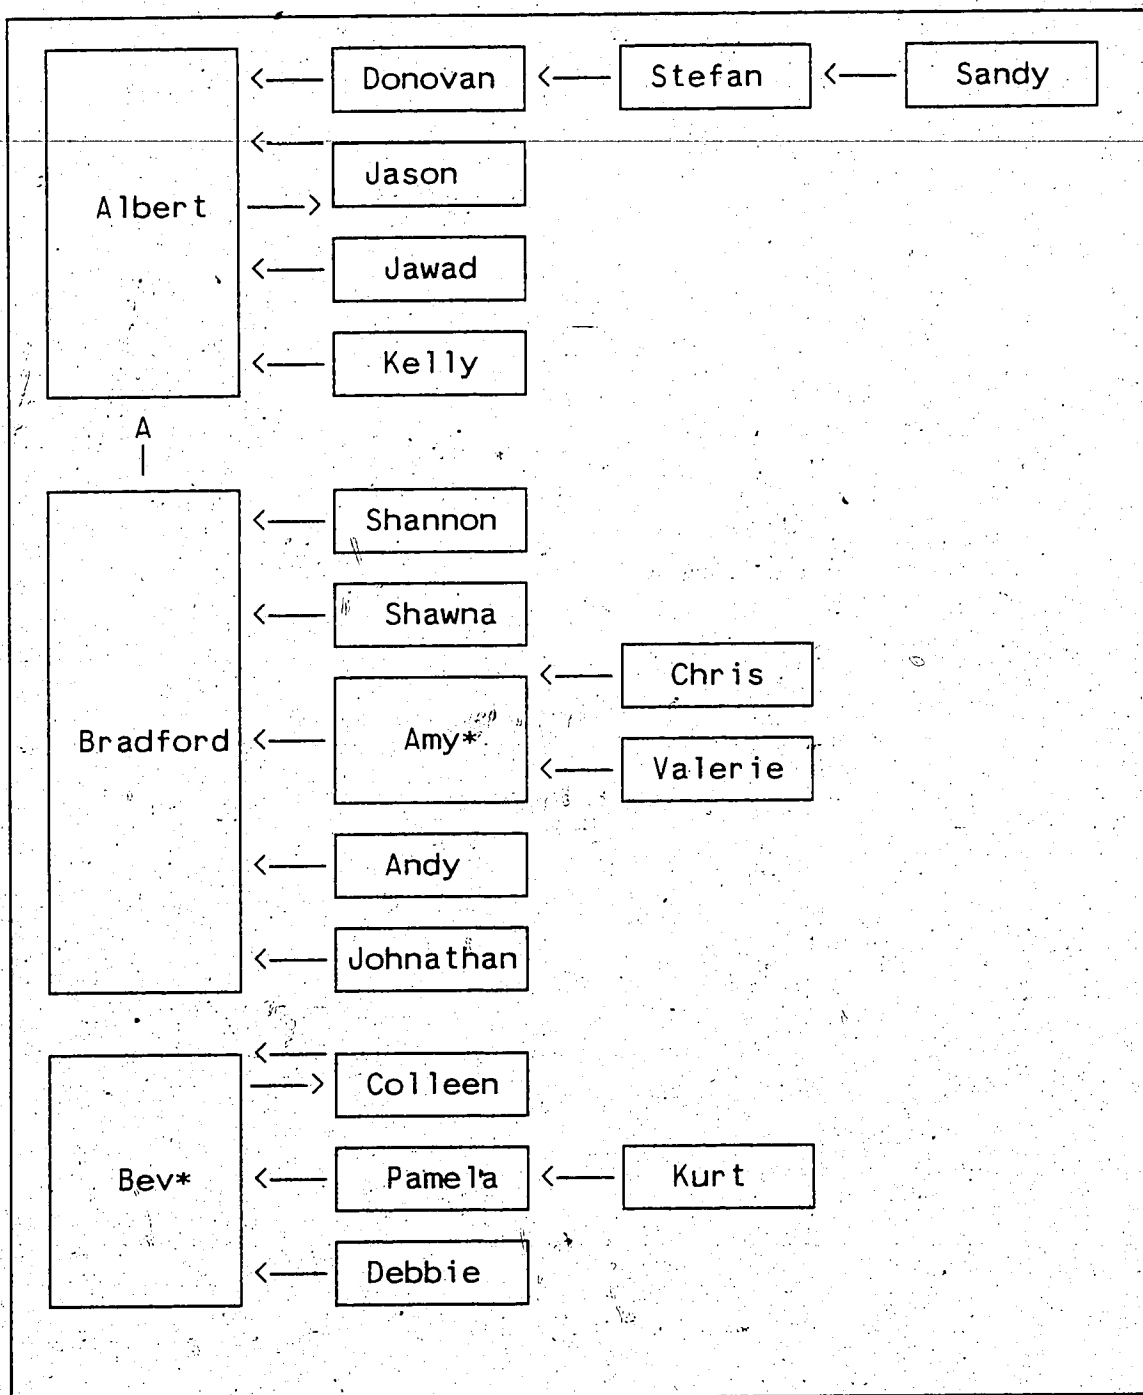 Donovan
Stefan
Sandy
Jason
Albert
Jawad
Kelly
A
Shannon
Shawna
Chris
Amy*
Bradford
Valerie
Andy
Johnathan
Colleen
Bev*
Pamela
Kurt
Debbie